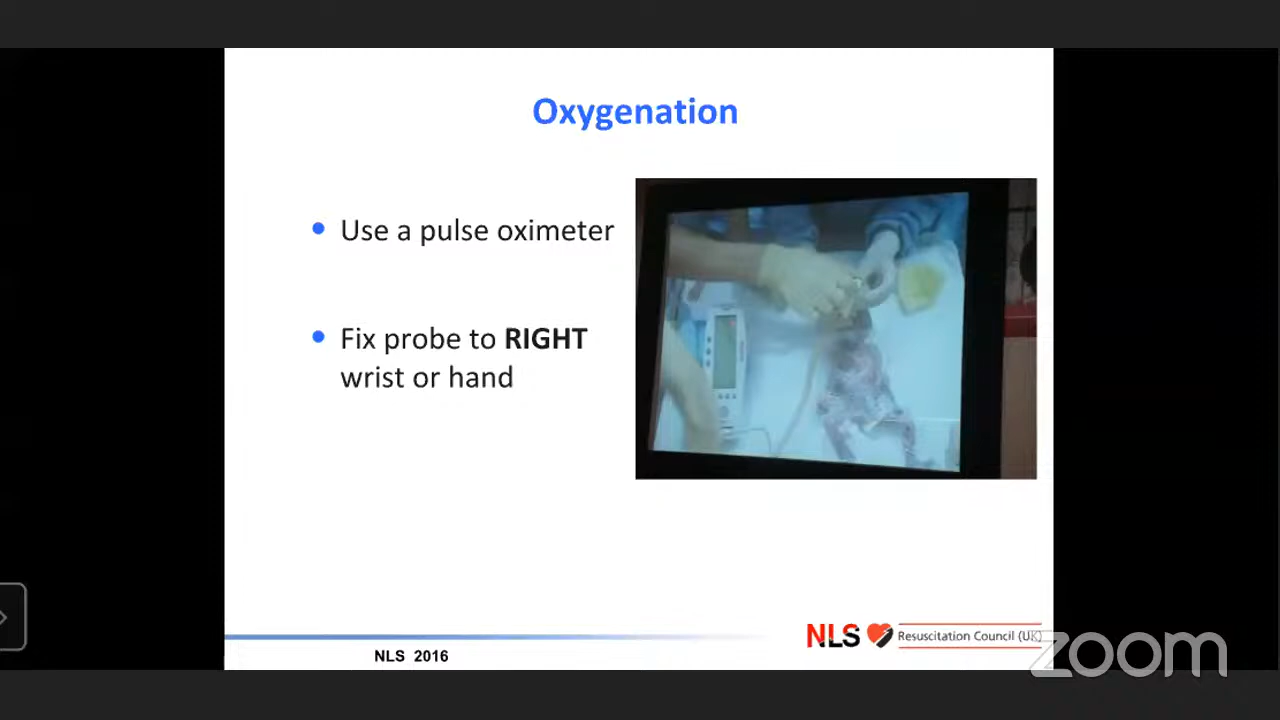 Oxygenation
Use a pulse oximeter
Fix probe to RIGHT
wrist or hand
NLS 2016
NLS Resuscitation Council (UK)
zoom